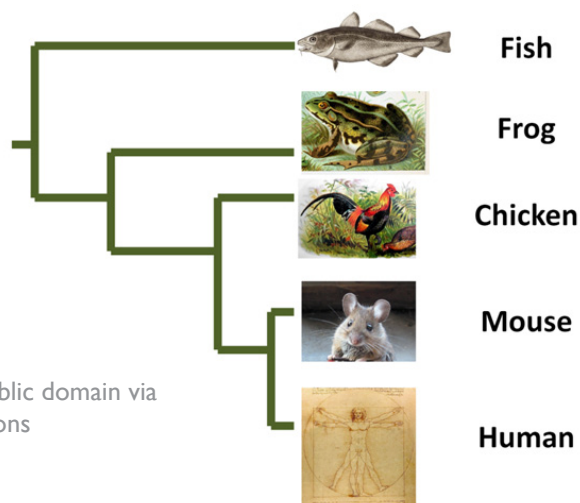 Fish
Frog
Chicken
Mouse
blic domain via
ons
Human